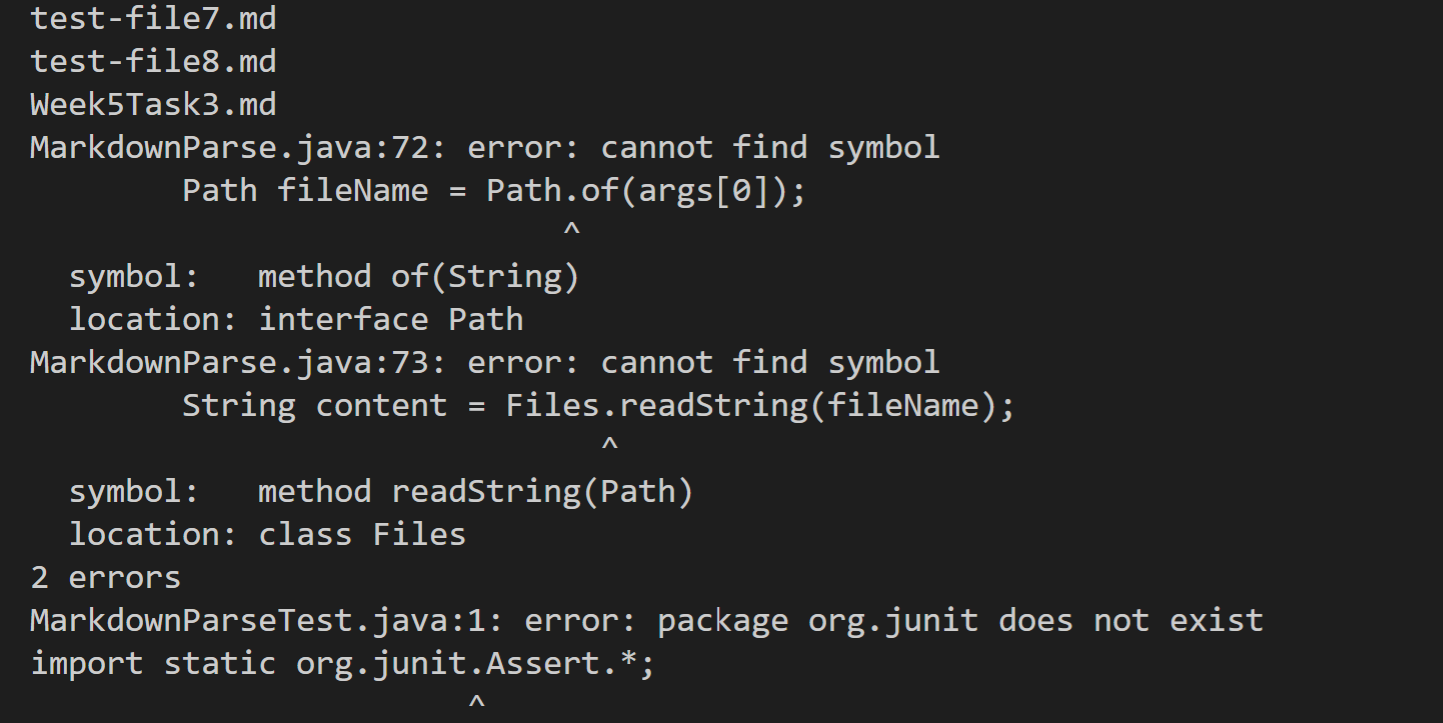 test-file7.md
test-file8.md
Week5Task3.md
MarkdownParse.java:72: error: cannot find symbol
        Path fileName = Path.of(args[0]);
                            ^
  symbol:   method of(String)
  location: interface Path
MarkdownParse.java:73: error: cannot find symbol
        String content = Files.readString(fileName);
                              ^
  symbol:   method readString(Path)
  location: class Files
2 errors
MarkdownParseTest.java:1: error: package org.junit does not exist
import static org.junit.Assert.*;
                       ^